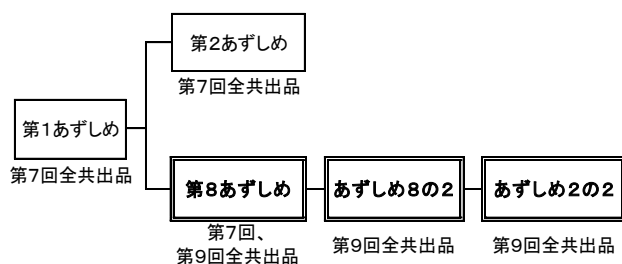 第2あずしめ
第7回全共出品
第1あずしめ
第7回全共出品
第8あずしめ
第7回、
第9回全共出品
あずしめ8の2
第9回全共出品
あずしめ2の2
第9回全共出品